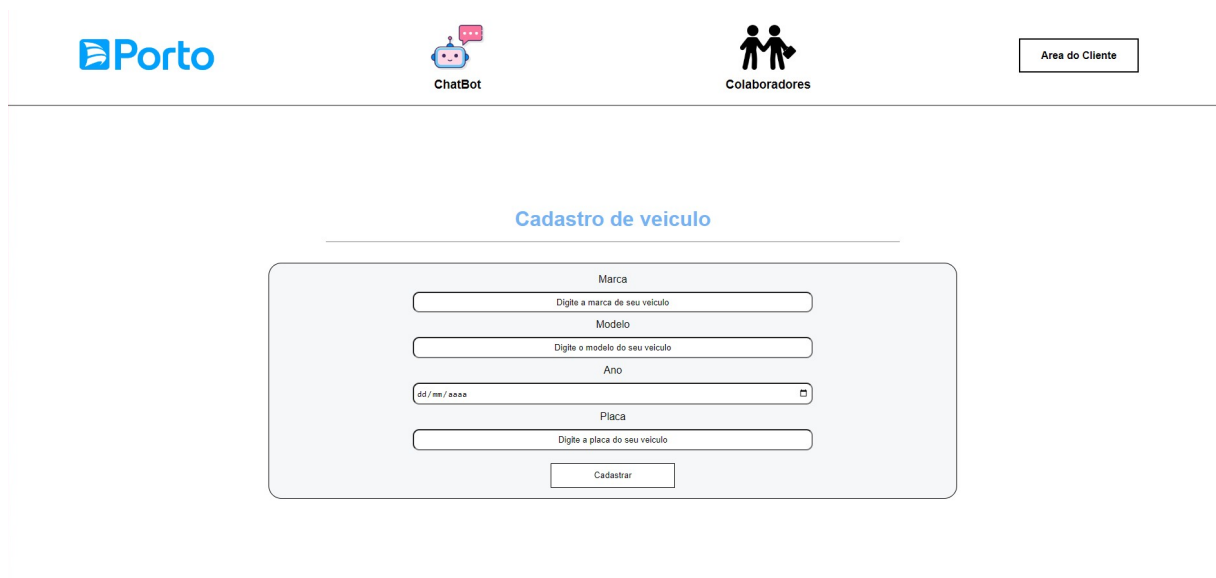 Porto
ChatBot
Colaboradores
Area do Cliente
Cadastro de veiculo
Marca
Digite a marca de seu veiculo
Modelo
Digite o modelo do seu veiculo
Ano
dd/mm/aaaa
Placa
Digite a placa do seu veiculo
Cadastrar